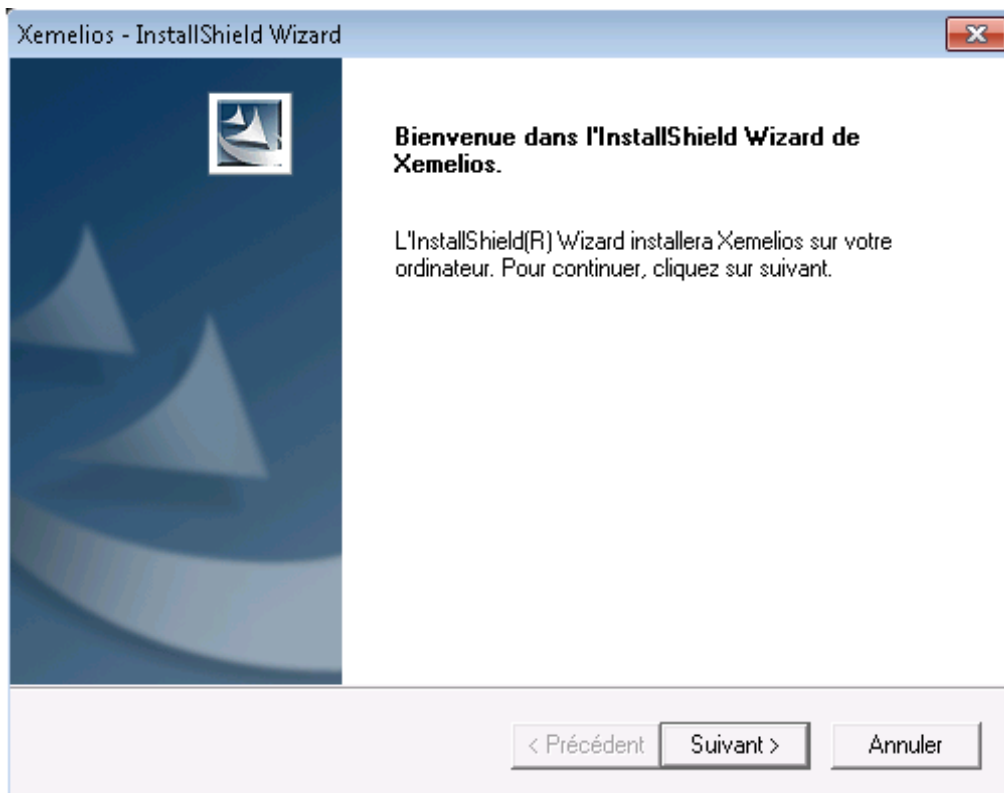 Xemelios - InstallShield Wizard
Bienvenue dans l'InstallShield Wizard de
Xemelios.
L'InstallShield(R) Wizard installera Xemelios sur votre
ordinateur. Pour continuer, cliquez sur suivant.
< Précédent Suivant > Annuler